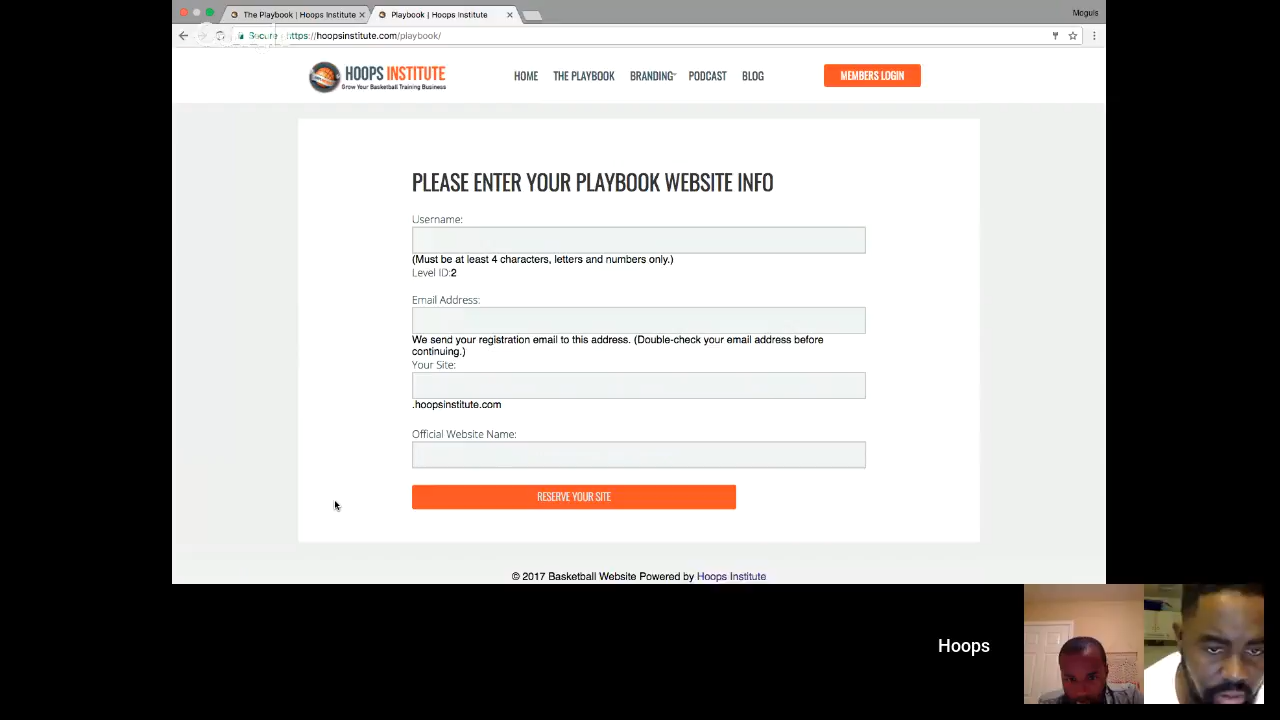 The Playbook | Hoops Institute
Playbook | Hoops Institute
Moguls
Secure https://hoopsinstitute.com/playbook/
HOOPS INSTITUTE
Grow Your Basketball Training Business
HOME THE PLAYBOOK BRANDING PODCAST BLOG MEMBERS LOGIN
PLEASE ENTER YOUR PLAYBOOK WEBSITE INFO
Username:
(Must be at least 4 characters, letters and numbers only.)
Level ID:2
Email Address:
We send your registration email to this address. (Double-check your email address before
continuing.)
Your Site:
.hoopsinstitute.com
Official Website Name:
RESERVE YOUR SITE
© 2017 Basketball Website Powered by Hoops Institute
Hoops